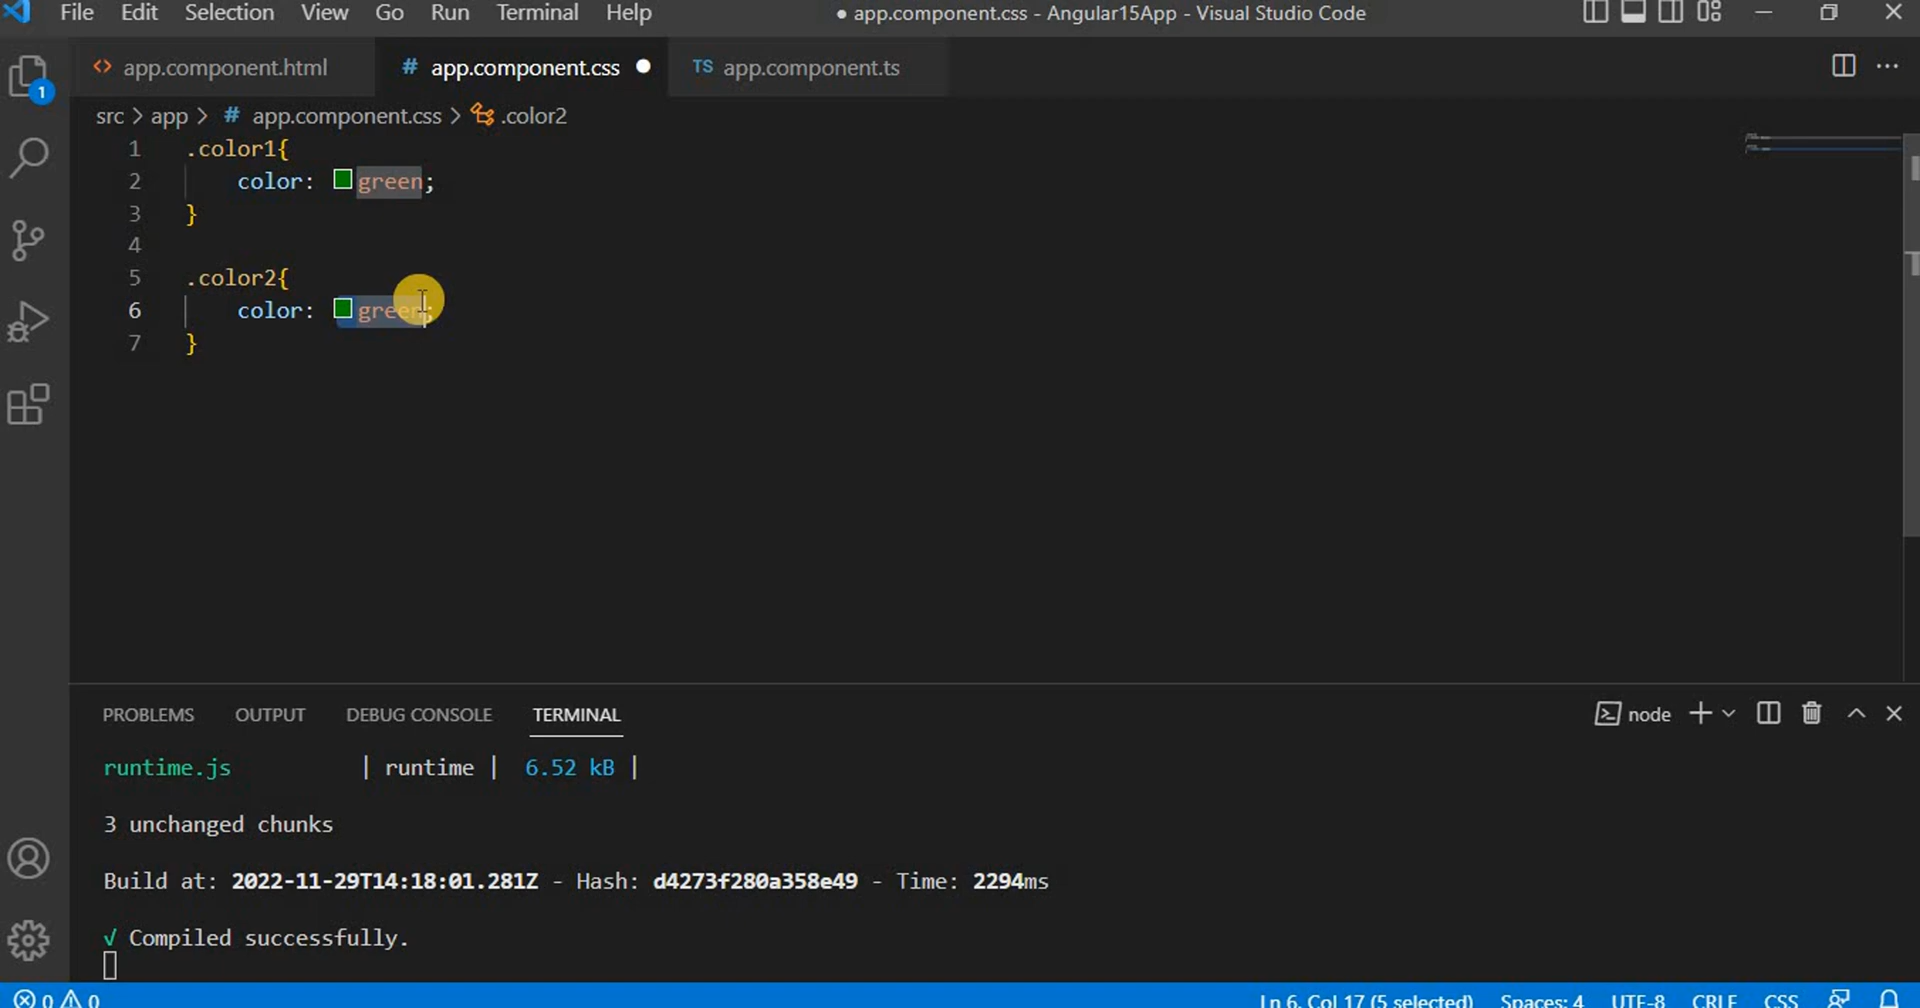 File Edit Selection View Go Run Terminal Help ● app.component.css - Angular15App - Visual Studio Code
<> app.component.html # app.component.css ● TS app.component.ts ...
1
src > app > # app.component.css > .color2
1 .color1{
2 color: green;
3 }
4
5 .color2{
6 color: green;
7 }
PROBLEMS OUTPUT DEBUG CONSOLE TERMINAL node
runtime.js | runtime | 6.52 kB |
3 unchanged chunks
Build at: 2022-11-29T14:18:01.281Z - Hash: d4273f280a358e49 - Time: 2294ms
√ Compiled successfully.
0 0 Ln 6, Col 17 (5 selected) Spaces: 4 UTF-8 CRLF CSS